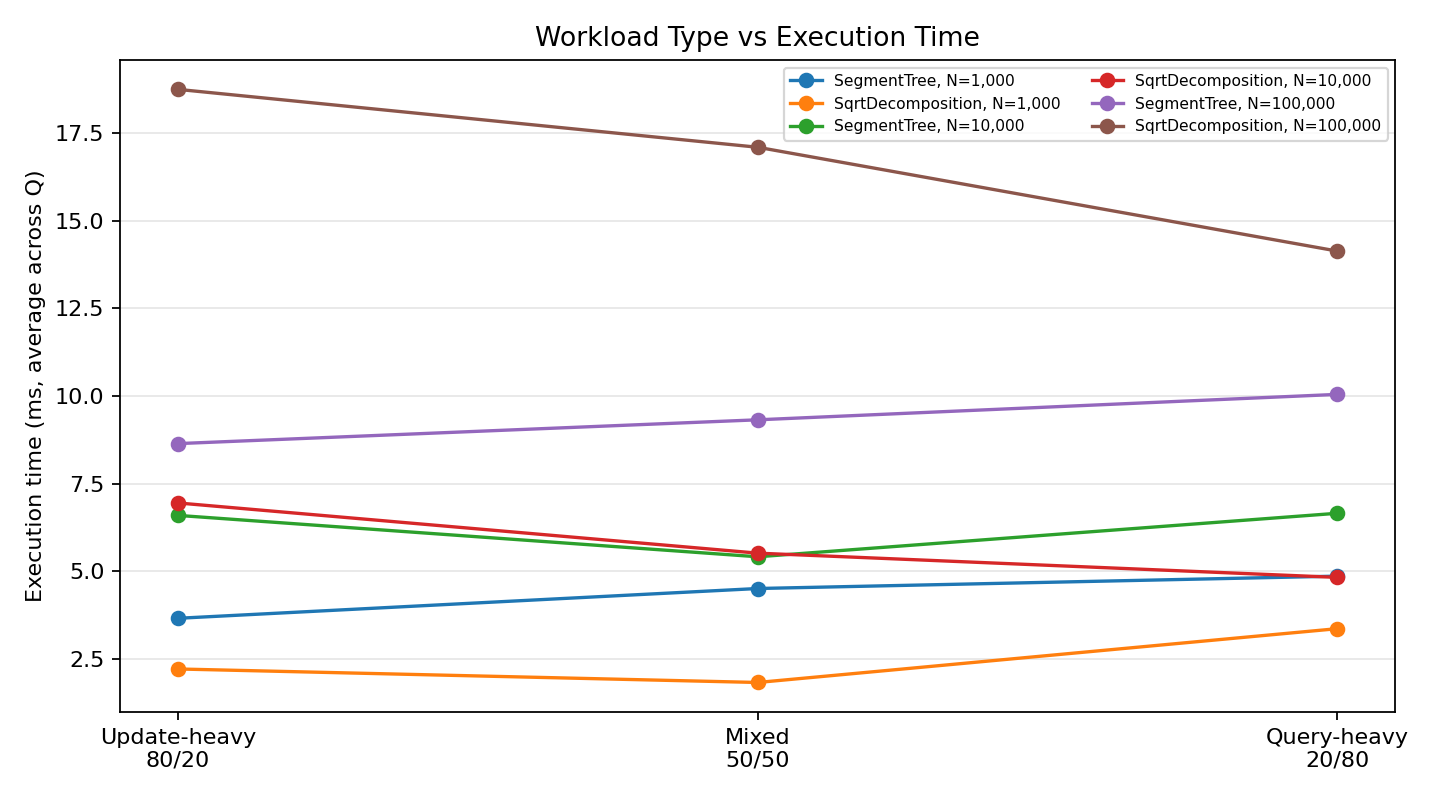 Workload Type vs Execution Time
SegmentTree, N=1,000
SqrtDecomposition, N=1,000
SegmentTree, N=10,000
SqrtDecomposition, N=10,000
SegmentTree, N=100,000
SqrtDecomposition, N=100,000
Execution time (ms, average across Q)
17.5
15.0
12.5
10.0
7.5
5.0
2.5
Update-heavy
80/20
Mixed
50/50
Query-heavy
20/80